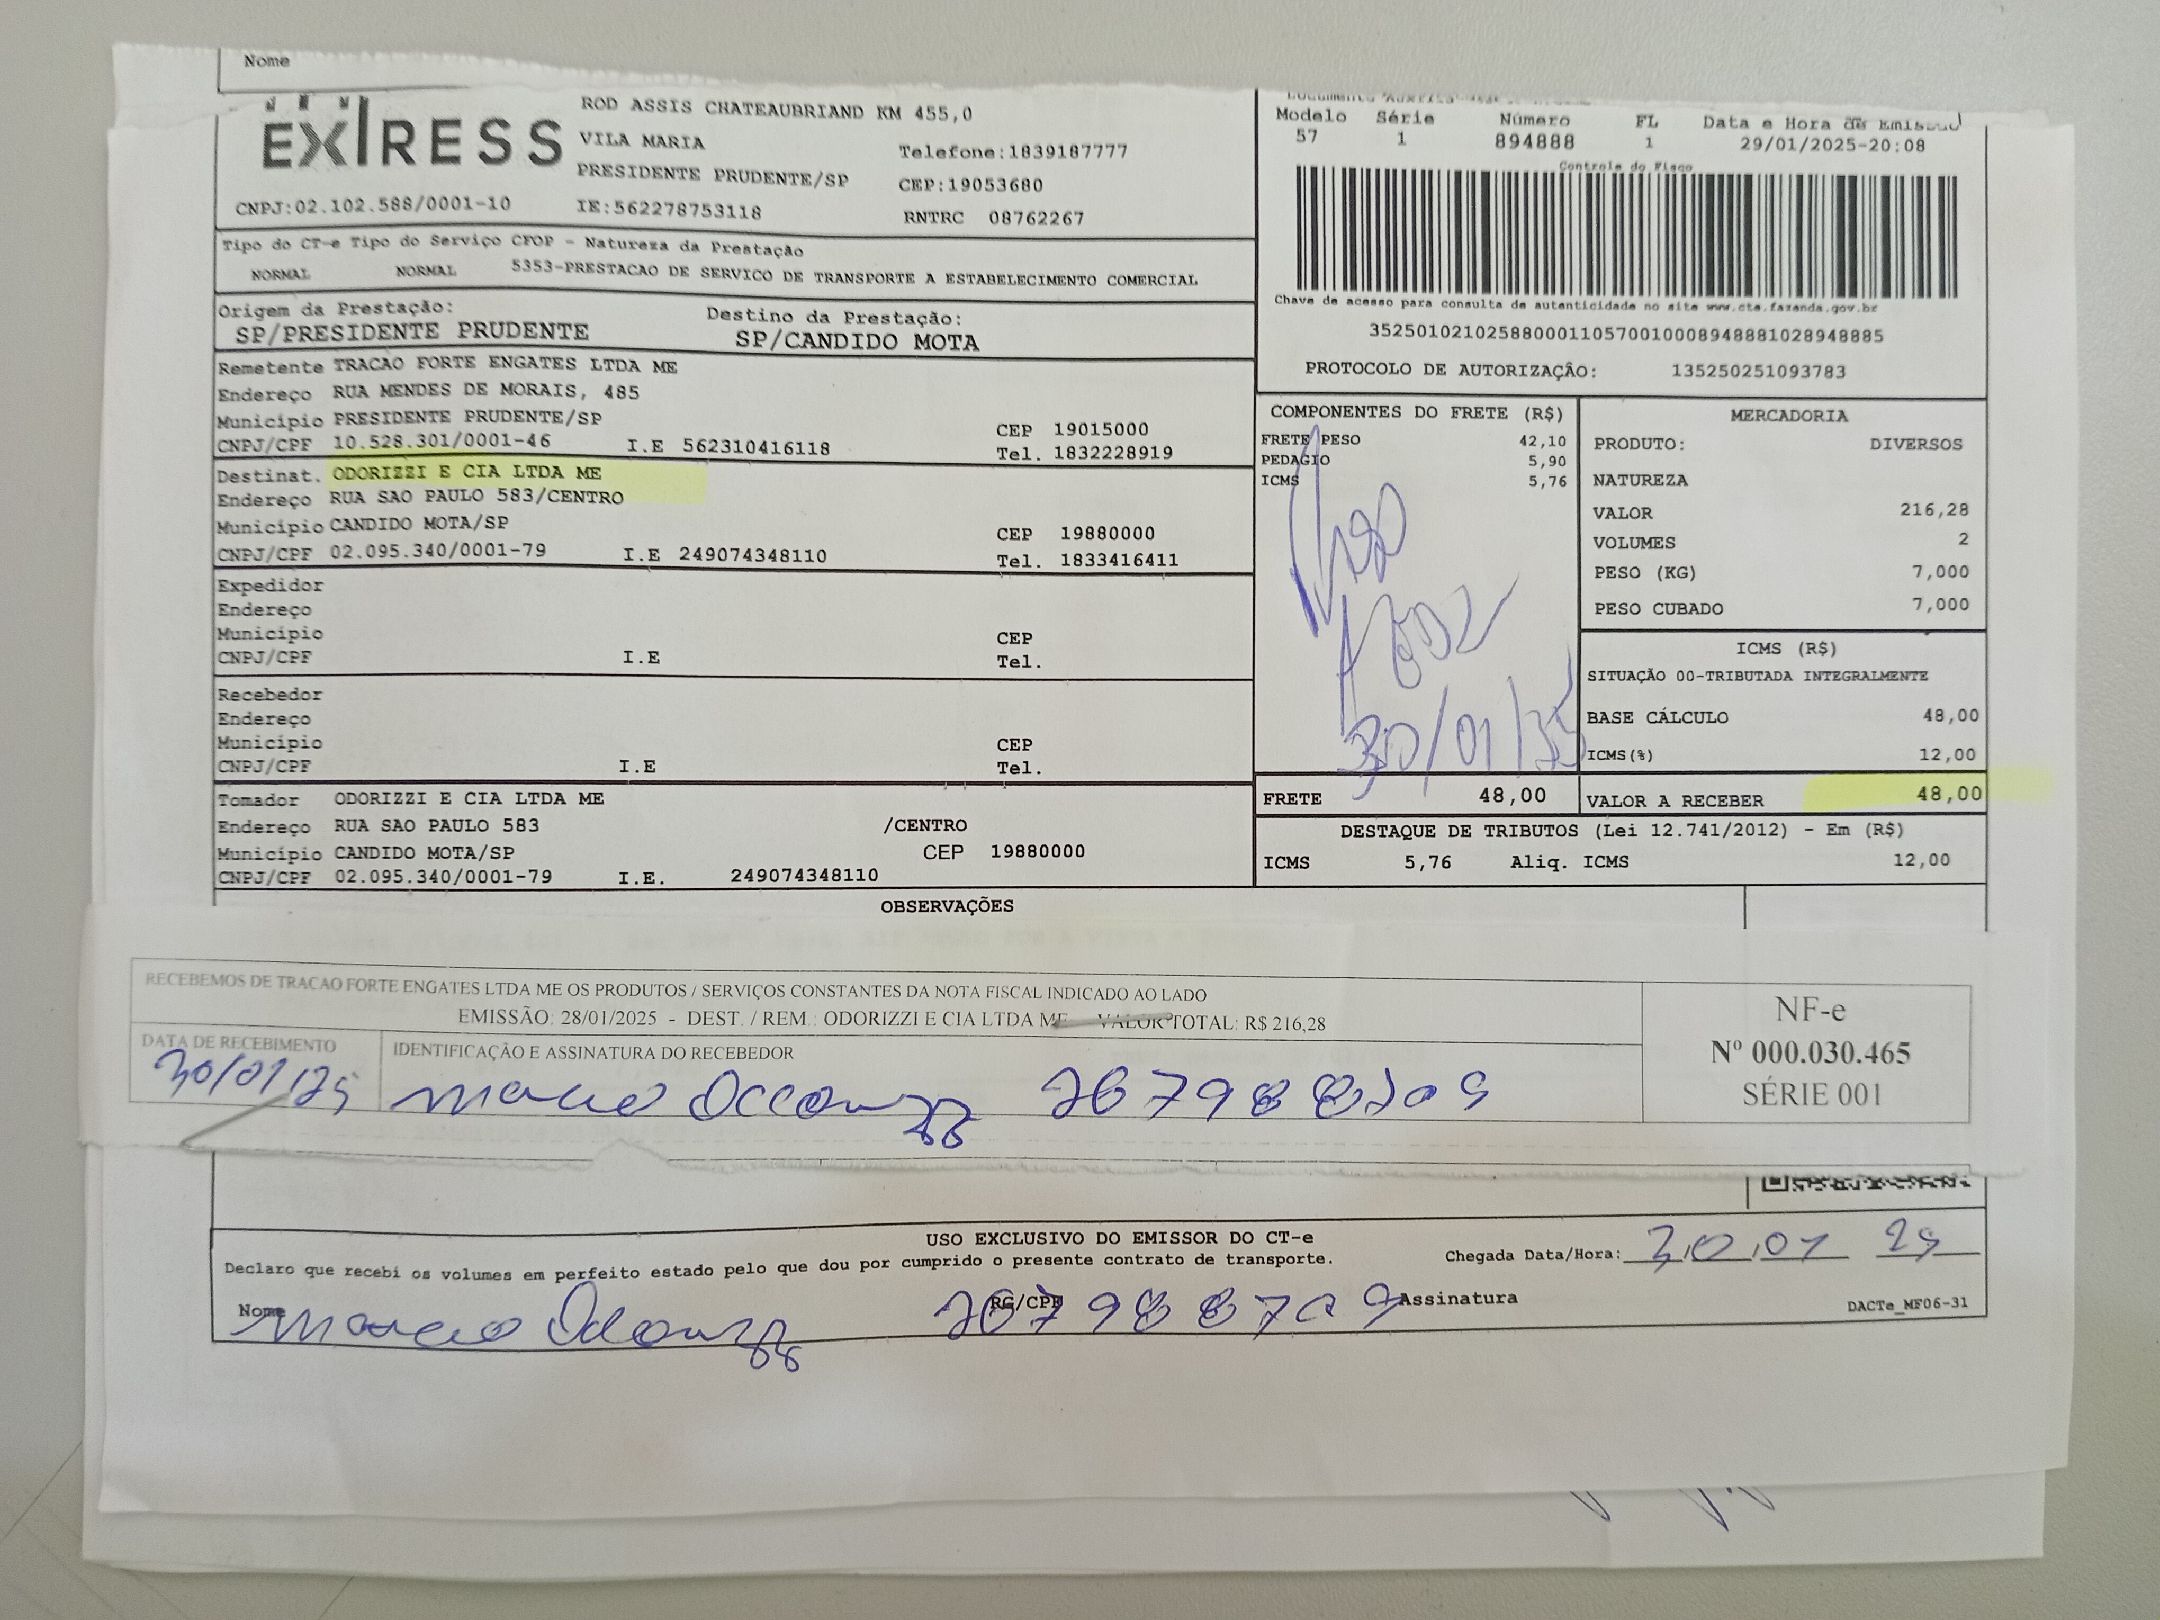 Nome
EXPRESS
ROD ASSIS CHATEAUBRIAND KM 455,0
VILA MARIA
Telefone:1839187777
PRESIDENTE PRUDENTE/SP
CEP:19053680
CNPJ:02.102.588/0001-10
IE:562278753118
RNTRC 08762267
Modelo Série Número FL Data e Hora de Emissão
57 1 894888 1 29/01/2025-20:08
Controle do Fisco
Chave de acesso para consulta de autenticidade no site www.cte.fazenda.gov.br
35250102102588000110570010008948881028948885
PROTOCOLO DE AUTORIZAÇÂO: 135250251093783
Tipo do CT-e Tipo do Serviço CFOP - Natureza da Prestação
NORMAL NORMAL 5353-PRESTACAO DE SERVICO DE TRANSPORTE A ESTABELECIMENTO COMERCIAL
Origem da Prestação: Destino da Prestação:
SP/PRESIDENTE PRUDENTE SP/CANDIDO MOTA
Remetente TRACAO FORTE ENGATES LTDA ME
Endereço RUA MENDES DE MORAIS, 485
Município PRESIDENTE PRUDENTE/SP CEP 19015000
CNPJ/CPF 10.528.301/0001-46 I.E 562310416118 Tel. 1832228919
Destinat. ODORIZZI E CIA LTDA ME
Endereço RUA SAO PAULO 583/CENTRO
Município CANDIDO MOTA/SP CEP 19880000
CNPJ/CPF 02.095.340/0001-79 I.E 249074348110 Tel. 1833416411
Expedidor
Endereço
Município CEP
CNPJ/CPF I.E Tel.
Recebedor
Endereço
Município CEP
CNPJ/CPF I.E Tel.
Tomador ODORIZZI E CIA LTDA ME
Endereço RUA SAO PAULO 583 /CENTRO
Município CANDIDO MOTA/SP CEP 19880000
CNPJ/CPF 02.095.340/0001-79 I.E. 249074348110
COMPONENTES DO FRETE (R$)
FRETE PESO 42,10
PEDAGIO 5,90
ICMS 5,76
30/01/25
FRETE 48,00
MERCADORIA
PRODUTO: DIVERSOS
NATUREZA
VALOR 216,28
VOLUMES 2
PESO (KG) 7,000
PESO CUBADO 7,000
ICMS (R$)
SITUAÇÃO 00-TRIBUTADA INTEGRALMENTE
BASE CÁLCULO 48,00
ICMS(%) 12,00
VALOR A RECEBER 48,00
DESTAQUE DE TRIBUTOS (Lei 12.741/2012) - Em (R$)
ICMS 5,76 Aliq. ICMS 12,00
OBSERVAÇÕES
RECEBEMOS DE TRACAO FORTE ENGATES LTDA ME OS PRODUTOS / SERVIÇOS CONSTANTES DA NOTA FISCAL INDICADO AO LADO
EMISSÃO: 28/01/2025 - DEST. / REM.: ODORIZZI E CIA LTDA ME VALOR TOTAL: R$ 216,28
DATA DE RECEBIMENTO IDENTIFICAÇÃO E ASSINATURA DO RECEBEDOR
30/01/25
NF-e
Nº 000.030.465
SÉRIE 001
USO EXCLUSIVO DO EMISSOR DO CT-e
Declaro que recebi os volumes em perfeito estado pelo que dou por cumprido o presente contrato de transporte.
Chegada Data/Hora: 30 01 25
Nome RG/CPF Assinatura
DACTe_MF06-31